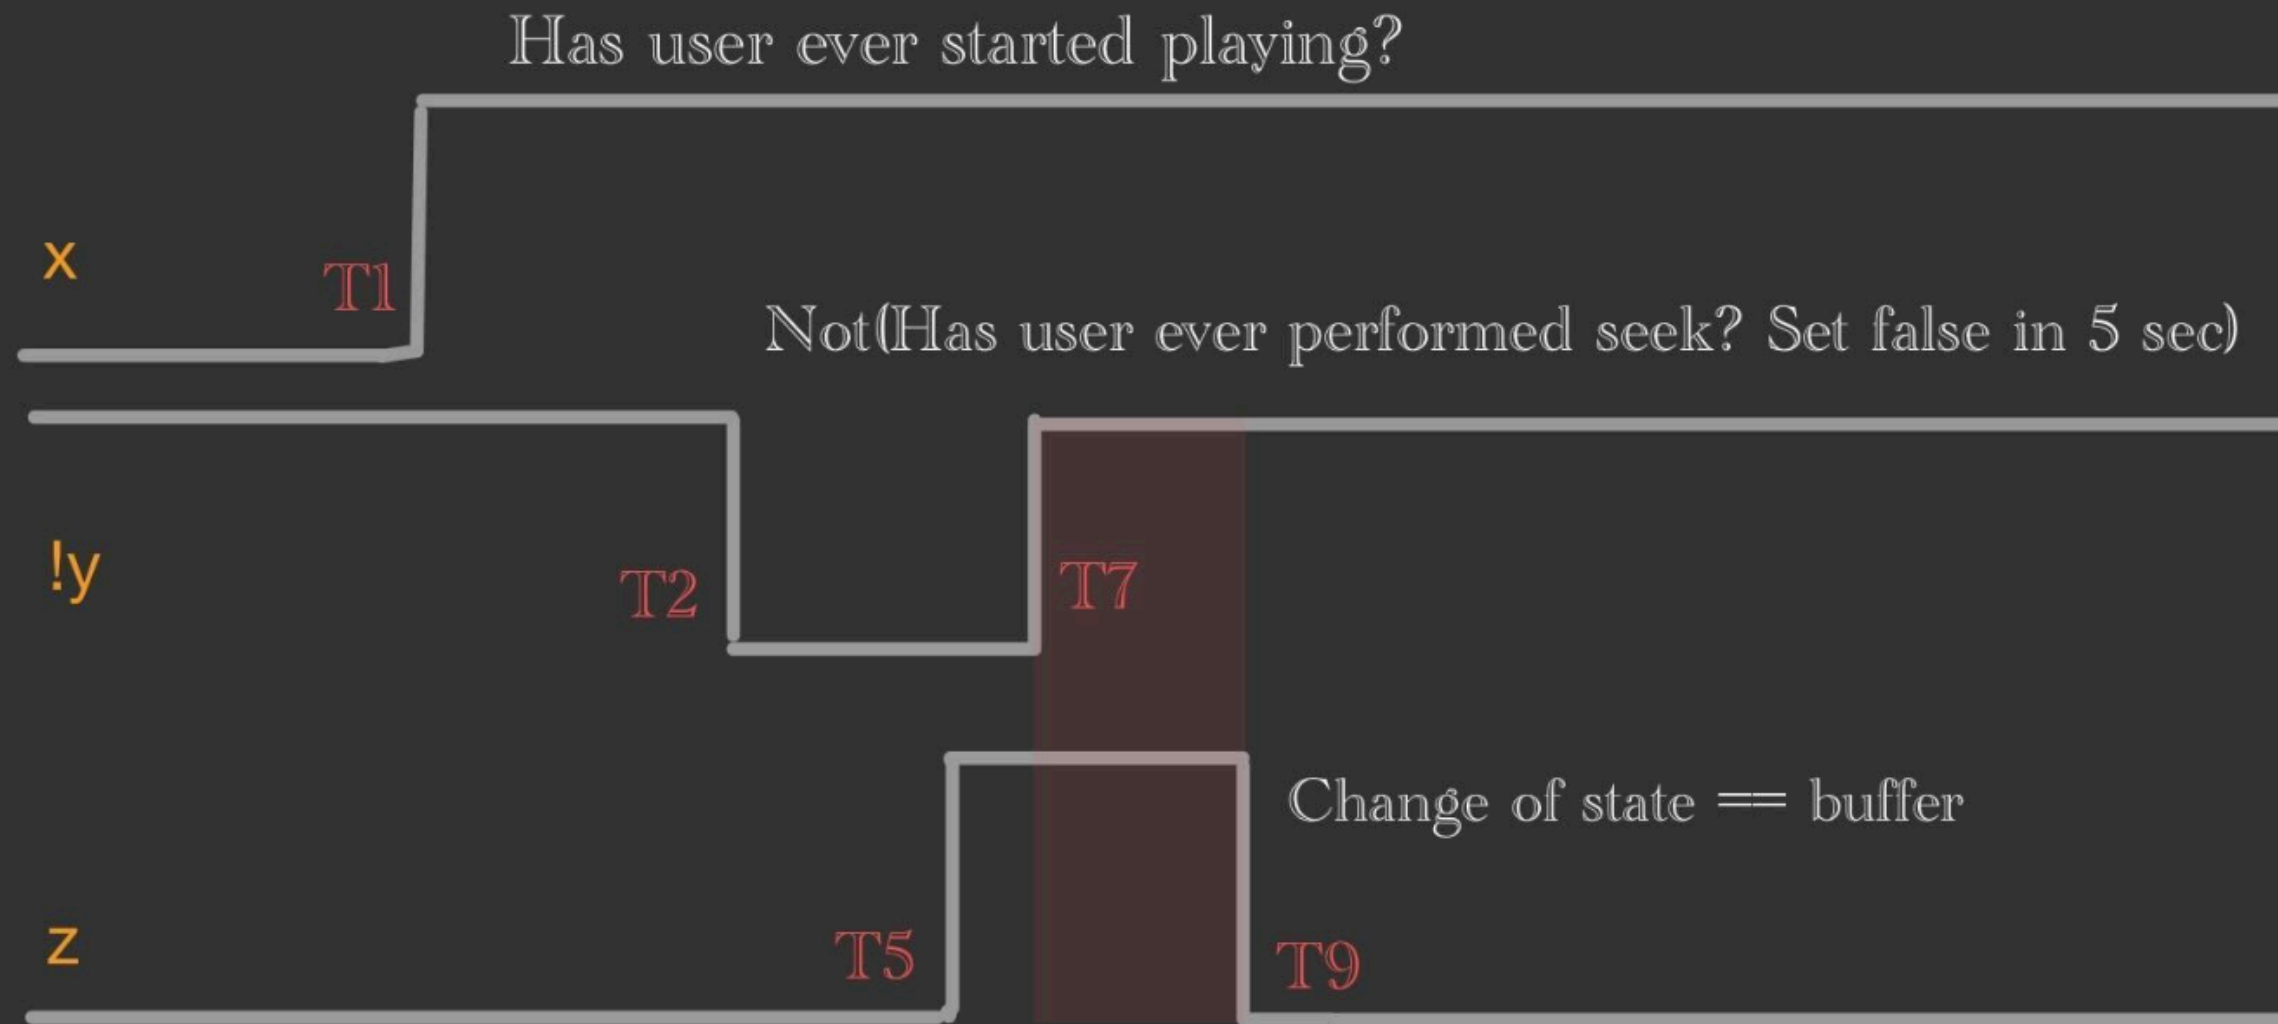 Has user ever started playing?
x
T1
Not(Has user ever performed seek? Set false in 5 sec)
!y
T2
T7
Change of state == buffer
z
T5
T9